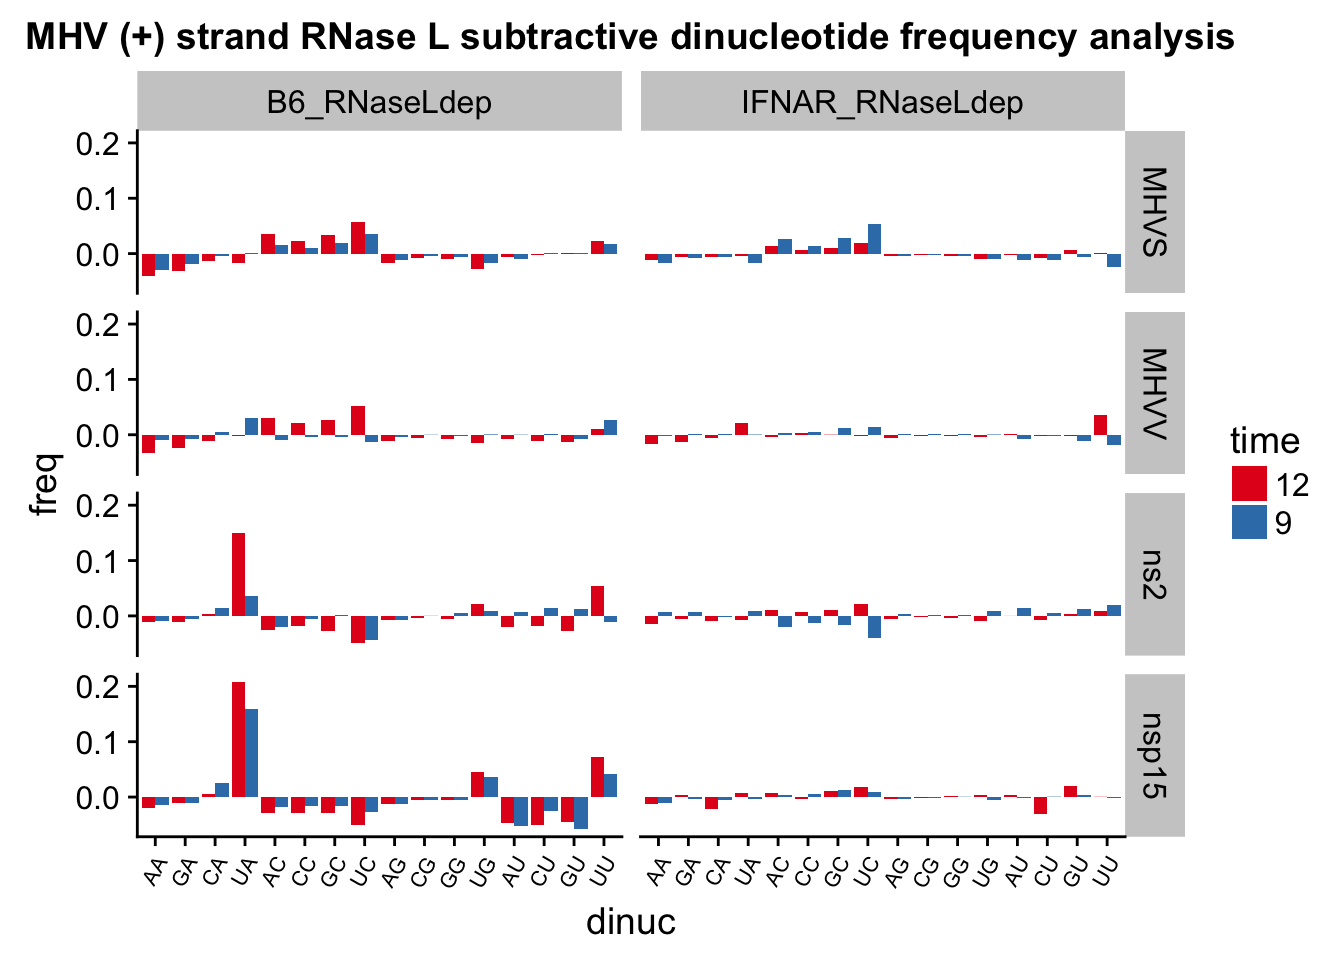 MHV (+) strand RNase L subtractive dinucleotide frequency analysis
B6_RNaseLdep IFNAR_RNaseLdep
0.2
0.1
0.0
MHVS
0.2
0.1
0.0
MHVV
0.2
0.1
0.0
ns2
0.2
0.1
0.0
nsp15
freq
AA GA CA UA AC CC GC UC AG CG GG UG AU CU GU UU AA GA CA UA AC CC GC UC AG CG GG UG AU CU GU UU
dinuc
time
12
9